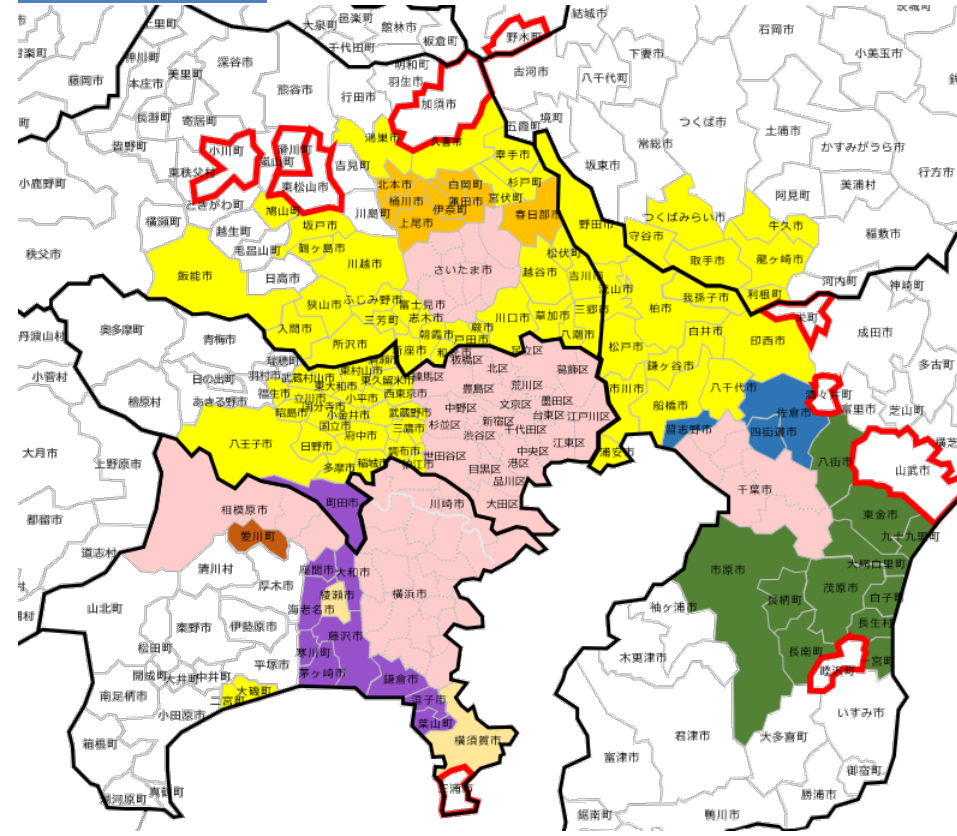 上里町
大泉町
邑楽町
館林市
板倉町
千代田町
明和町
羽生市
野木町
結城市
茨城町
石岡市
小美玉市
下妻市
八千代町
古河市
藤岡市
神川町
本庄市
美里町
深谷市
熊谷市
行田市
加須市
つくば市
土浦市
かすみがうら市
長瀞町
寄居町
皆野町
小川町
滑川町
嵐山町
東松山市
吉見町
鴻巣市
久喜市
幸手市
五霞町
境町
坂東市
常総市
阿見町
美浦村
行方市
小鹿野町
東秩父村
ときがわ町
鳩山町
川島町
北本市
桶川市
上尾市
伊奈町
白岡町
蓮田市
宮代町
杉戸町
春日部市
野田市
つくばみらい市
守谷市
牛久市
稲敷市
横瀬町
越生町
毛呂山町
坂戸市
鶴ヶ島市
川越市
さいたま市
松伏町
越谷市
吉川市
取手市
龍ケ崎市
河内町
神崎町
秩父市
飯能市
日高市
狭山市
ふじみ野市
富士見市
三芳町
志木市
川口市
草加市
三郷市
流山市
柏市
我孫子市
利根町
栄町
成田市
入間市
所沢市
朝霞市
新座市
戸田市
蕨市
八潮市
松戸市
白井市
印西市
丹波山村
奥多摩町
青梅市
瑞穂町
羽村市
武蔵村山市
東村山市
清瀬市
東久留米市
東大和市
練馬区
板橋区
北区
足立区
葛飾区
鎌ヶ谷市
八千代市
酒々井町
富里市
多古町
芝山町
小菅村
日の出町
あきる野市
檜原村
福生市
立川市
昭島市
国分寺市
小平市
西東京市
小金井市
武蔵野市
国立市
府中市
三鷹市
豊島区
荒川区
中野区
文京区
墨田区
台東区
江戸川区
杉並区
新宿区
千代田区
渋谷区
市川市
船橋市
習志野市
佐倉市
四街道市
八街市
山武市
横芝
八王子市
日野市
多摩市
稲城市
調布市
狛江市
世田谷区
目黒区
港区
中央区
江東区
品川区
大田区
浦安市
千葉市
大月市
上野原市
都留市
道志村
相模原市
町田市
川崎市
愛川町
清川村
厚木市
座間市
大和市
綾瀬市
海老名市
横浜市
東金市
九十九里町
大網白里町
市原市
茂原市
長柄町
白子町
長生村
長南町
一宮町
睦沢町
袖ヶ浦市
木更津市
山北町
秦野市
伊勢原市
松田町
開成町
大井町
中井町
平塚市
藤沢市
寒川町
茅ヶ崎市
鎌倉市
南足柄市
小田原市
二宮町
大磯町
逗子市
葉山町
横須賀市
三浦市
箱根町
湯河原町
真鶴町
富津市
君津市
大多喜町
いすみ市
御宿町
勝浦市
鴨川市
鋸南町